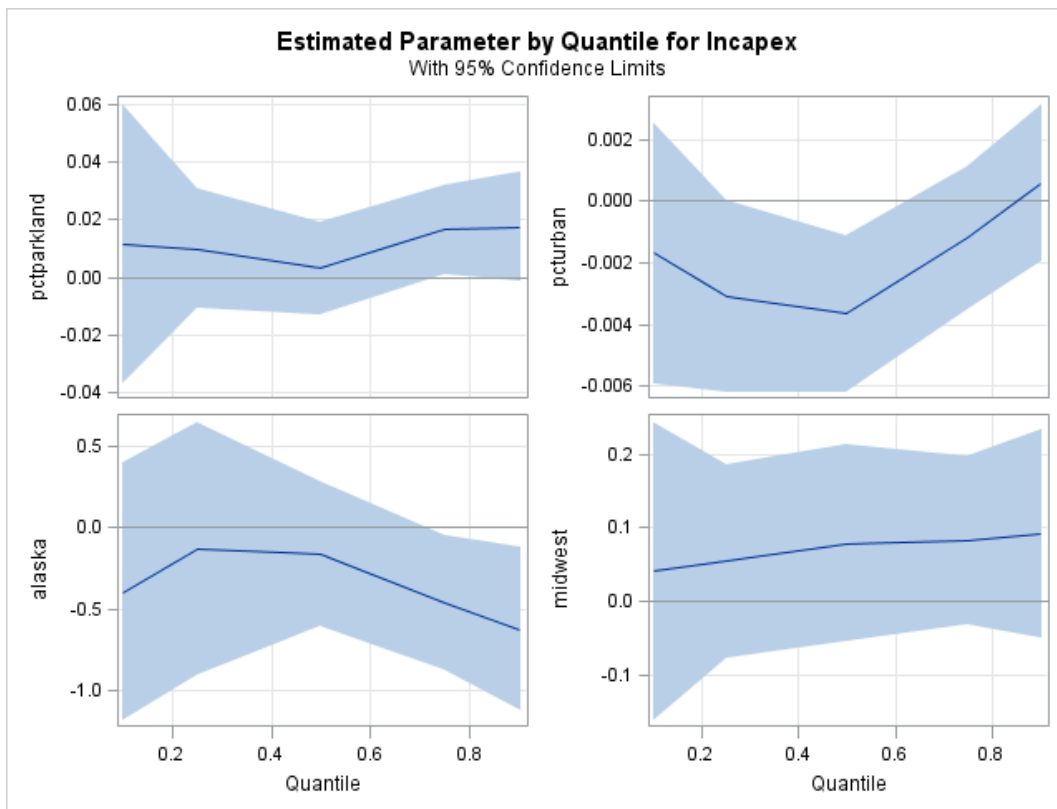 Estimated Parameter by Quantile for lncapex
With 95% Confidence Limits
pctparkland
0.06
0.04
0.02
0.00
-0.02
-0.04
pcturban
0.002
0.000
-0.002
-0.004
-0.006
alaska
0.5
0.0
-0.5
-1.0
0.2 0.4 0.6 0.8
Quantile
midwest
0.2
0.1
0.0
-0.1
0.2 0.4 0.6 0.8
Quantile